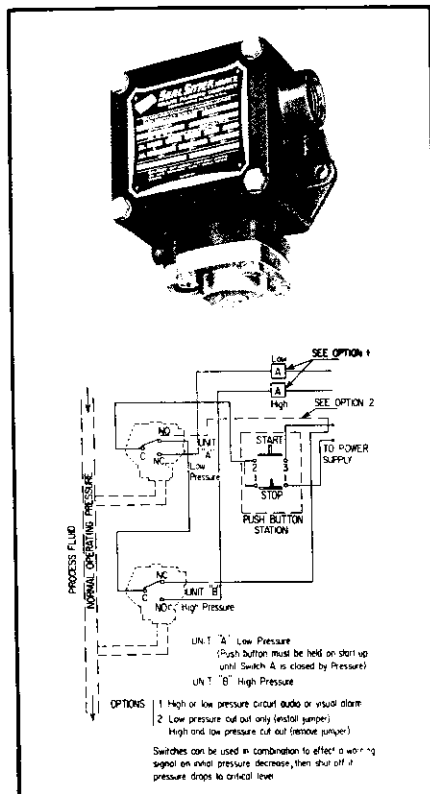 SEAL SITTER
Low
A
SEE OPTION 1
A
High
SEE OPTION 2
NO
UNIT
"A"
C
NC
Low
Pressure
START
2
3
TO POWER
SUPPLY
STOP
PUSH BUTTON
STATION
PROCESS FLUID
NORMAL OPERATING PRESSURE
NC
UNIT "B"
C
NO
High Pressure
UNIT "A" Low Pressure
(Push button must be held on start up
until Switch A is closed by Pressure)
UNIT "B" High Pressure
OPTIONS 1 High or low pressure circuit audio or visual alarm
2 Low pressure cut out only (install jumper)
High and low pressure cut out (remove jumper)
Switches can be used in combination to effect a warning
signal on initial pressure decrease, then shut off if
pressure drops to critical level